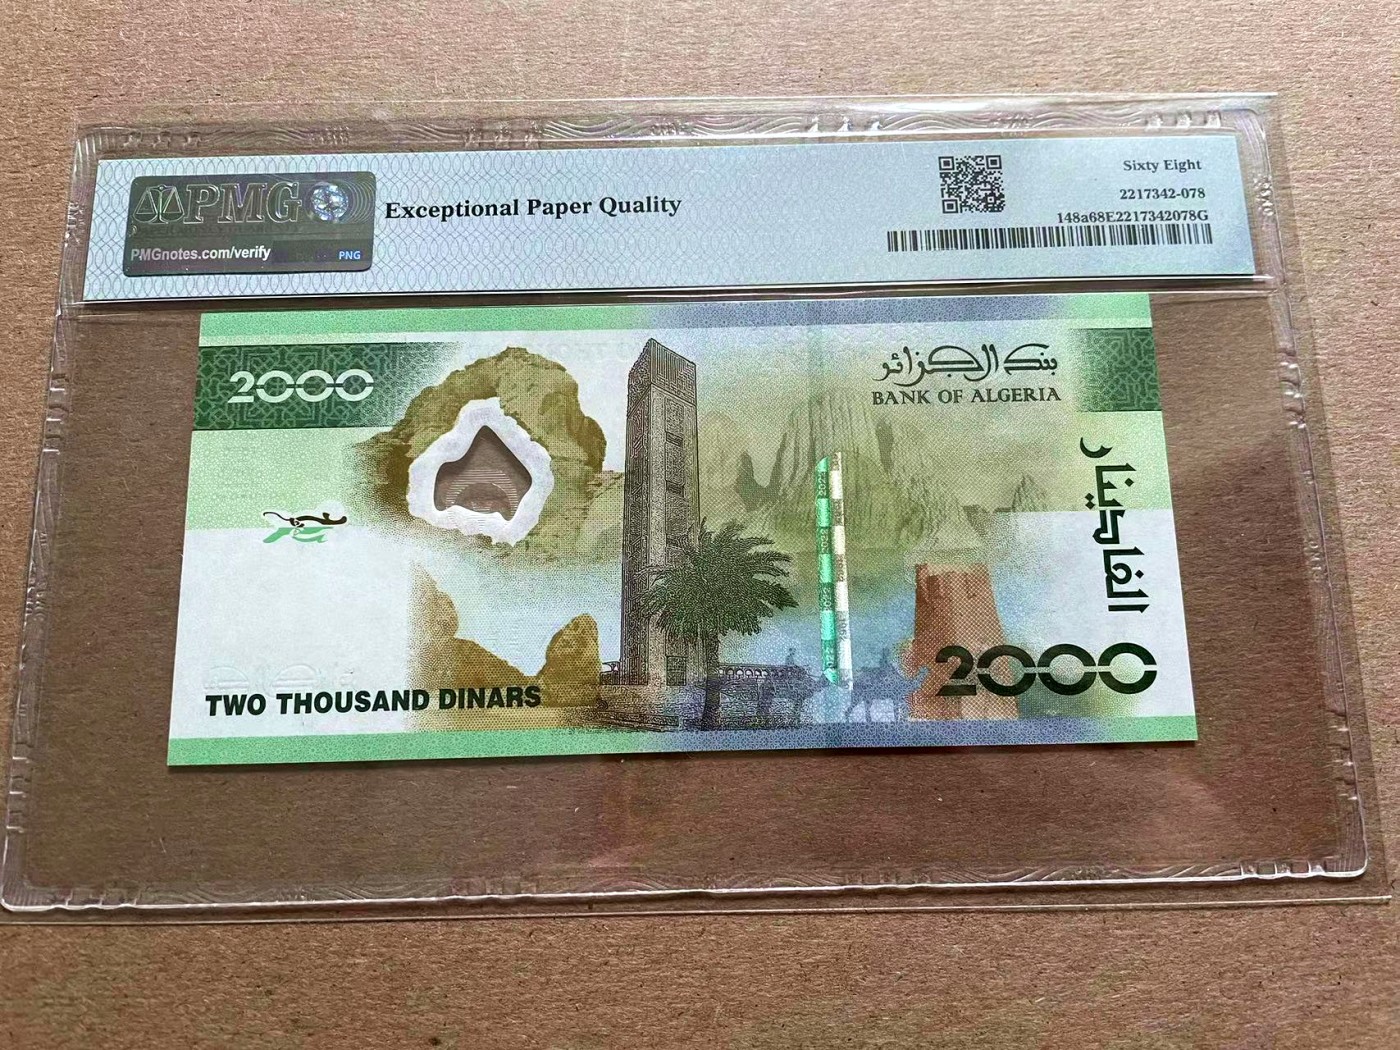 PMG
PMGnotes.com/verify
PNG
Exceptional Paper Quality
Sixty Eight
2217342-078
148a68E2217342078G
2000
بنك الجزائر
BANK OF ALGERIA
ألفا دينار
2000
TWO THOUSAND DINARS